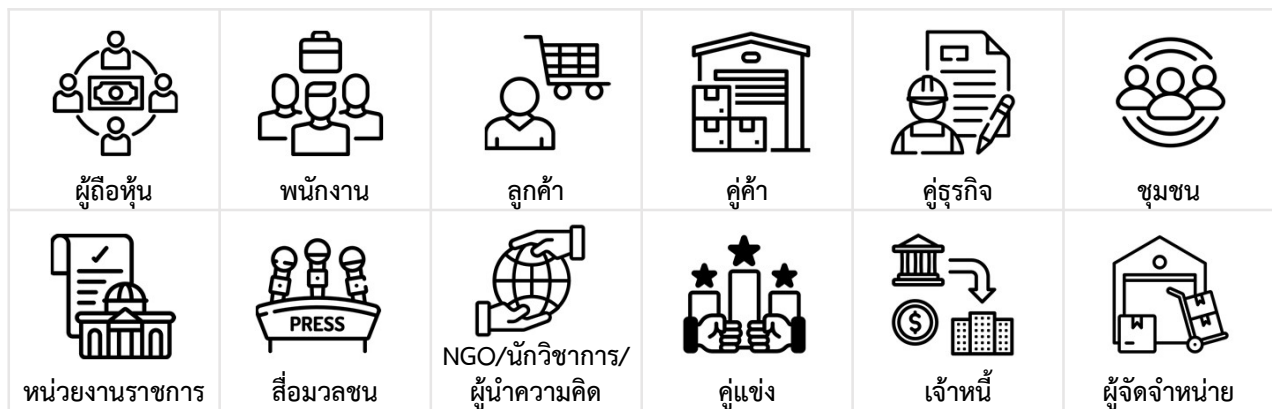 ผู้ถือหุ้น
พนักงาน
ลูกค้า
คู่ค้า
คู่ธุรกิจ
ชุมชน
หน่วยงานราชการ
PRESS
สื่อมวลชน
NGO/นักวิชาการ/
ผู้นำความคิด
คู่แข่ง
$
เจ้าหนี้
ผู้จัดจำหน่าย